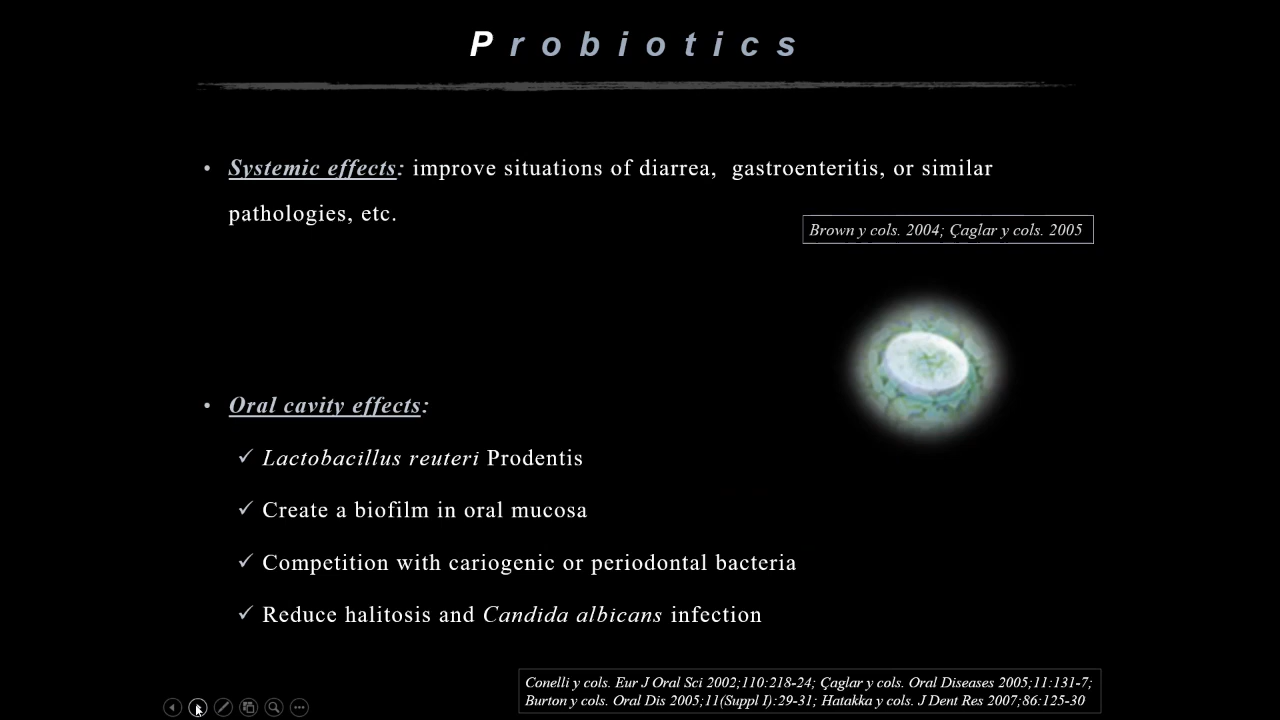 Probiotics
• Systemic effects: improve situations of diarrea, gastroenteritis, or similar
pathologies, etc.
Brown y cols. 2004; Çaglar y cols. 2005
• Oral cavity effects:
✓ Lactobacillus reuteri Prodentis
✓ Create a biofilm in oral mucosa
✓ Competition with cariogenic or periodontal bacteria
✓ Reduce halitosis and Candida albicans infection
Conelli y cols. Eur J Oral Sci 2002;110:218-24; Çaglar y cols. Oral Diseases 2005;11:131-7;
Burton y cols. Oral Dis 2005;11(Suppl I):29-31; Hatakka y cols. J Dent Res 2007;86:125-30